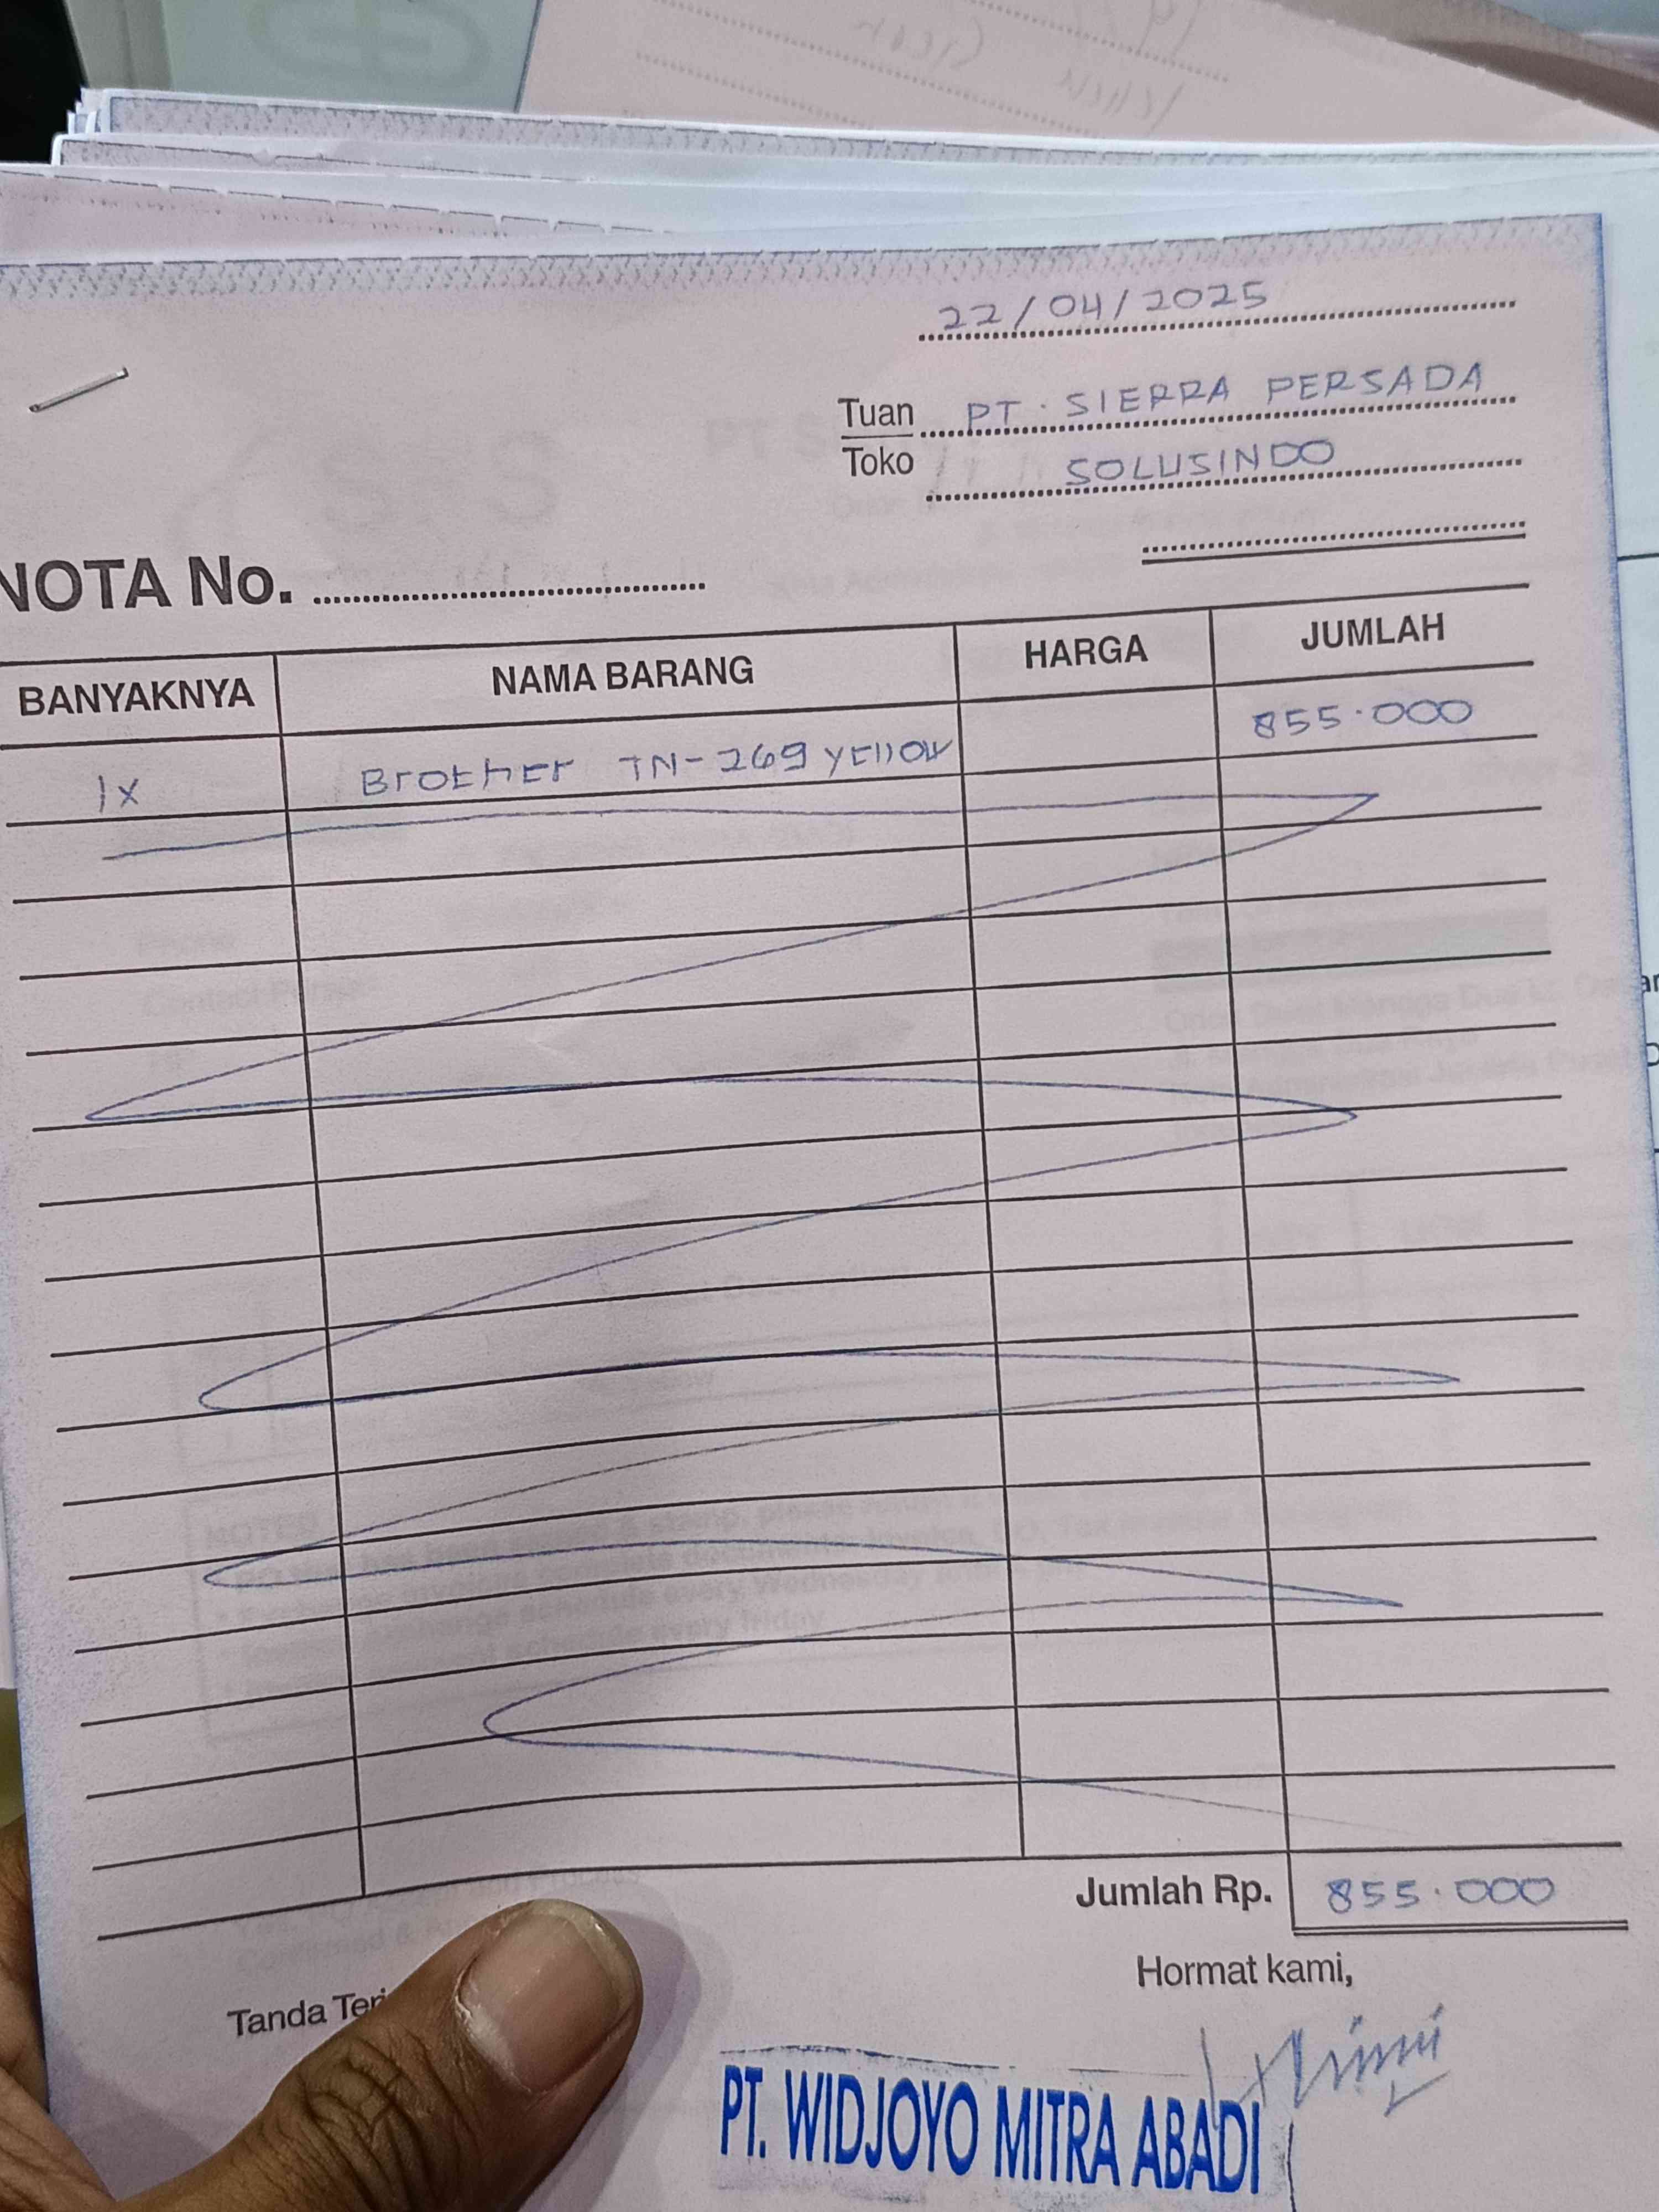 22/04/2025
Tuan PT. SIERRA PERSADA
Toko SOLUSINDO
NOTA No.
BANYAKNYA NAMA BARANG HARGA JUMLAH
1x Brother TN-269 Yellow 855.000
Jumlah Rp. 855.000
Hormat kami,
Tanda
PT. WIDJOYO MITRA ABADI